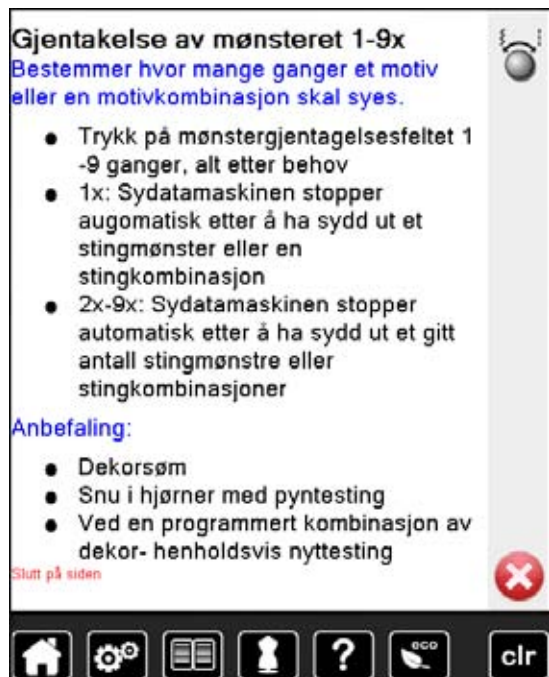 Gjentakelse av mønsteret 1-9x
Bestemmer hvor mange ganger et motiv
eller en motivkombinasjon skal syes.
● Trykk på mønstergjentagelsesfeltet 1
-9 ganger, alt etter behov
● 1x: Sydatamaskinen stopper
augomatisk etter å ha sydd ut et
stingmønster eller en
stingkombinasjon
● 2x-9x: Sydatamaskinen stopper
automatisk etter å ha sydd ut et gitt
antall stingmønstre eller
stingkombinasjoner
Anbefaling:
● Dekorsøm
● Snu i hjørner med pyntesting
● Ved en programmert kombinasjon av
dekor- henholdsvis nyttesting
Slutt på siden
?
eco
clr